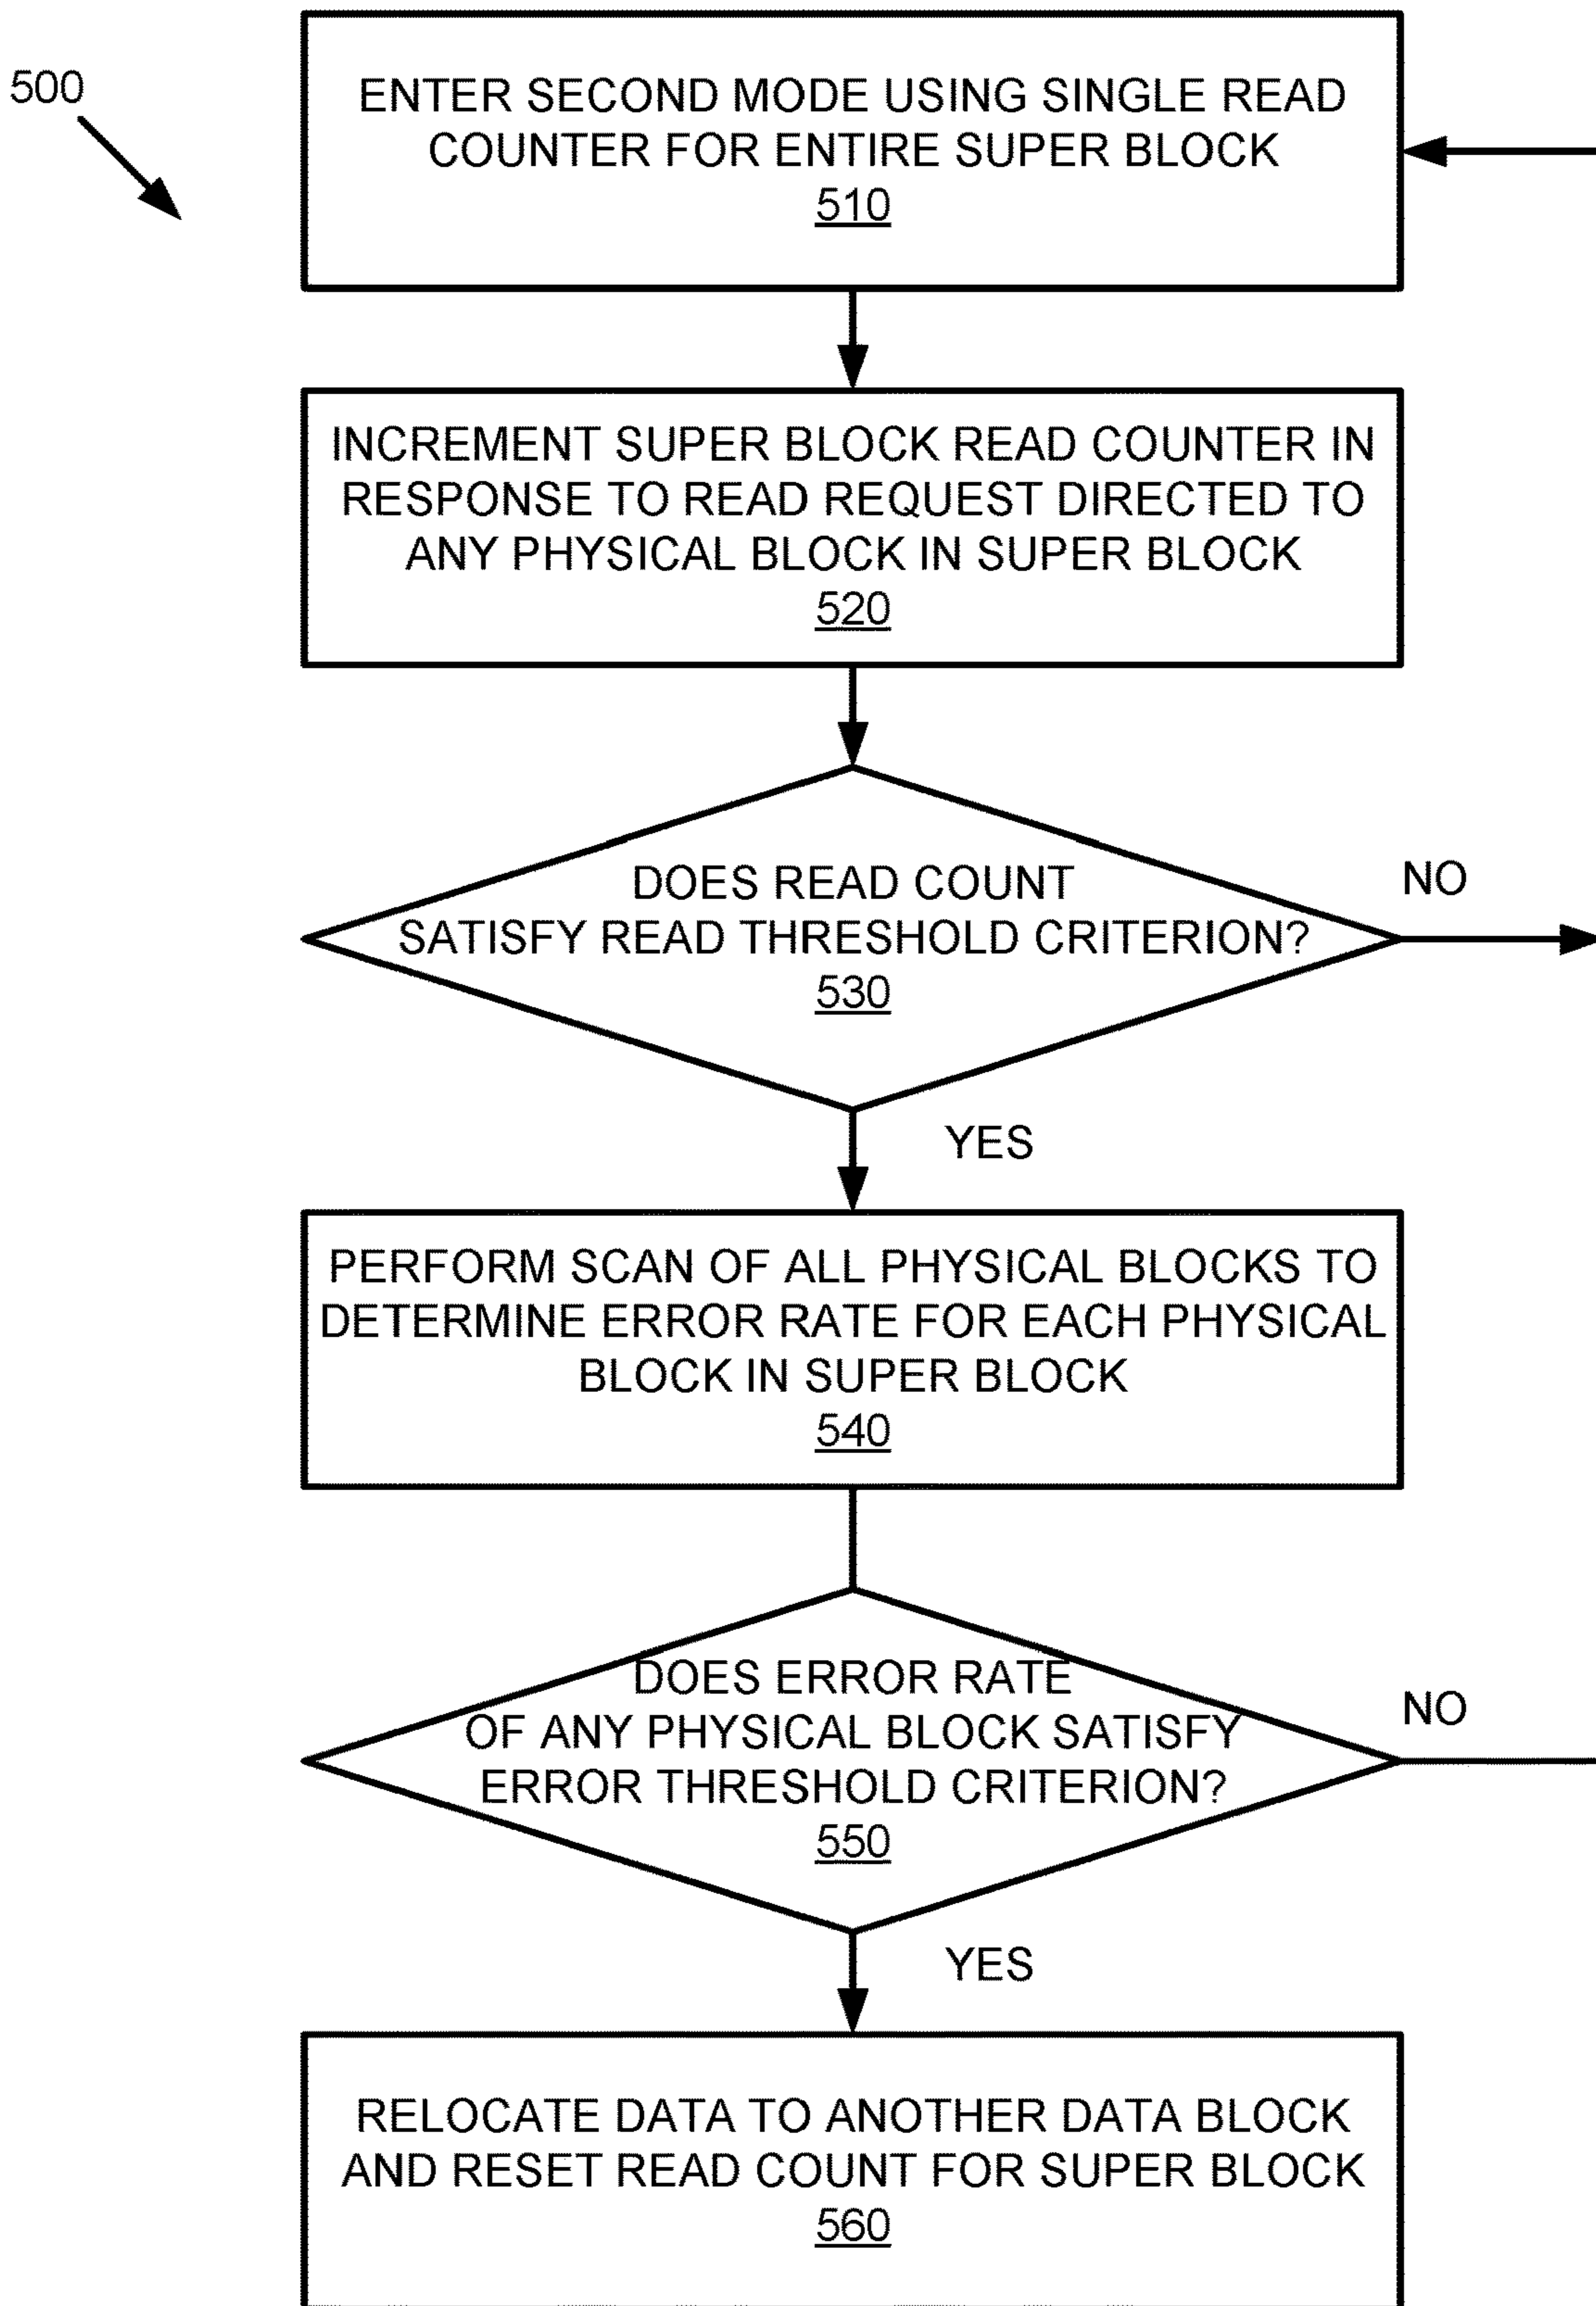 500
ENTER SECOND MODE USING SINGLE READ
COUNTER FOR ENTIRE SUPER BLOCK
510
INCREMENT SUPER BLOCK READ COUNTER IN
RESPONSE TO READ REQUEST DIRECTED TO
ANY PHYSICAL BLOCK IN SUPER BLOCK
520
DOES READ COUNT
SATISFY READ THRESHOLD CRITERION?
530
NO
YES
PERFORM SCAN OF ALL PHYSICAL BLOCKS TO
DETERMINE ERROR RATE FOR EACH PHYSICAL
BLOCK IN SUPER BLOCK
540
DOES ERROR RATE
OF ANY PHYSICAL BLOCK SATISFY
ERROR THRESHOLD CRITERION?
550
NO
YES
RELOCATE DATA TO ANOTHER DATA BLOCK
AND RESET READ COUNT FOR SUPER BLOCK
560